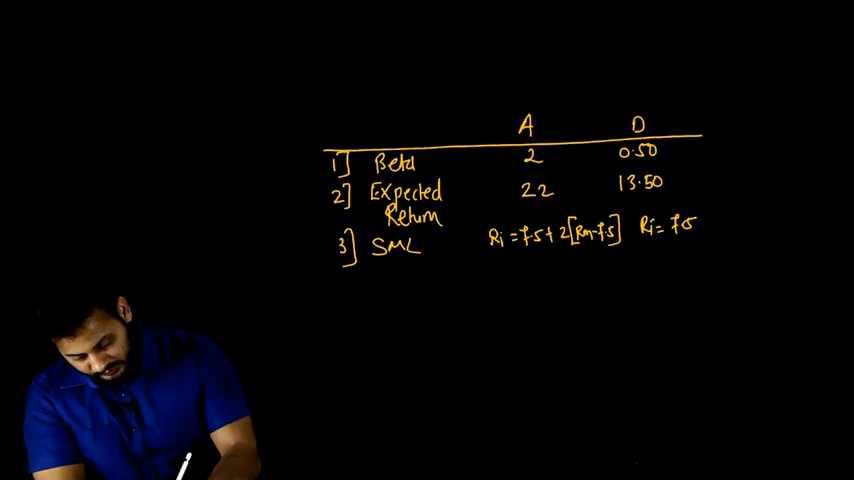 A D
1] Beta 2 0.50
2] Expected 22 13.50
Return
3] SML Ri = 7.5 + 2[Rm-7.5] Ri = 7.5